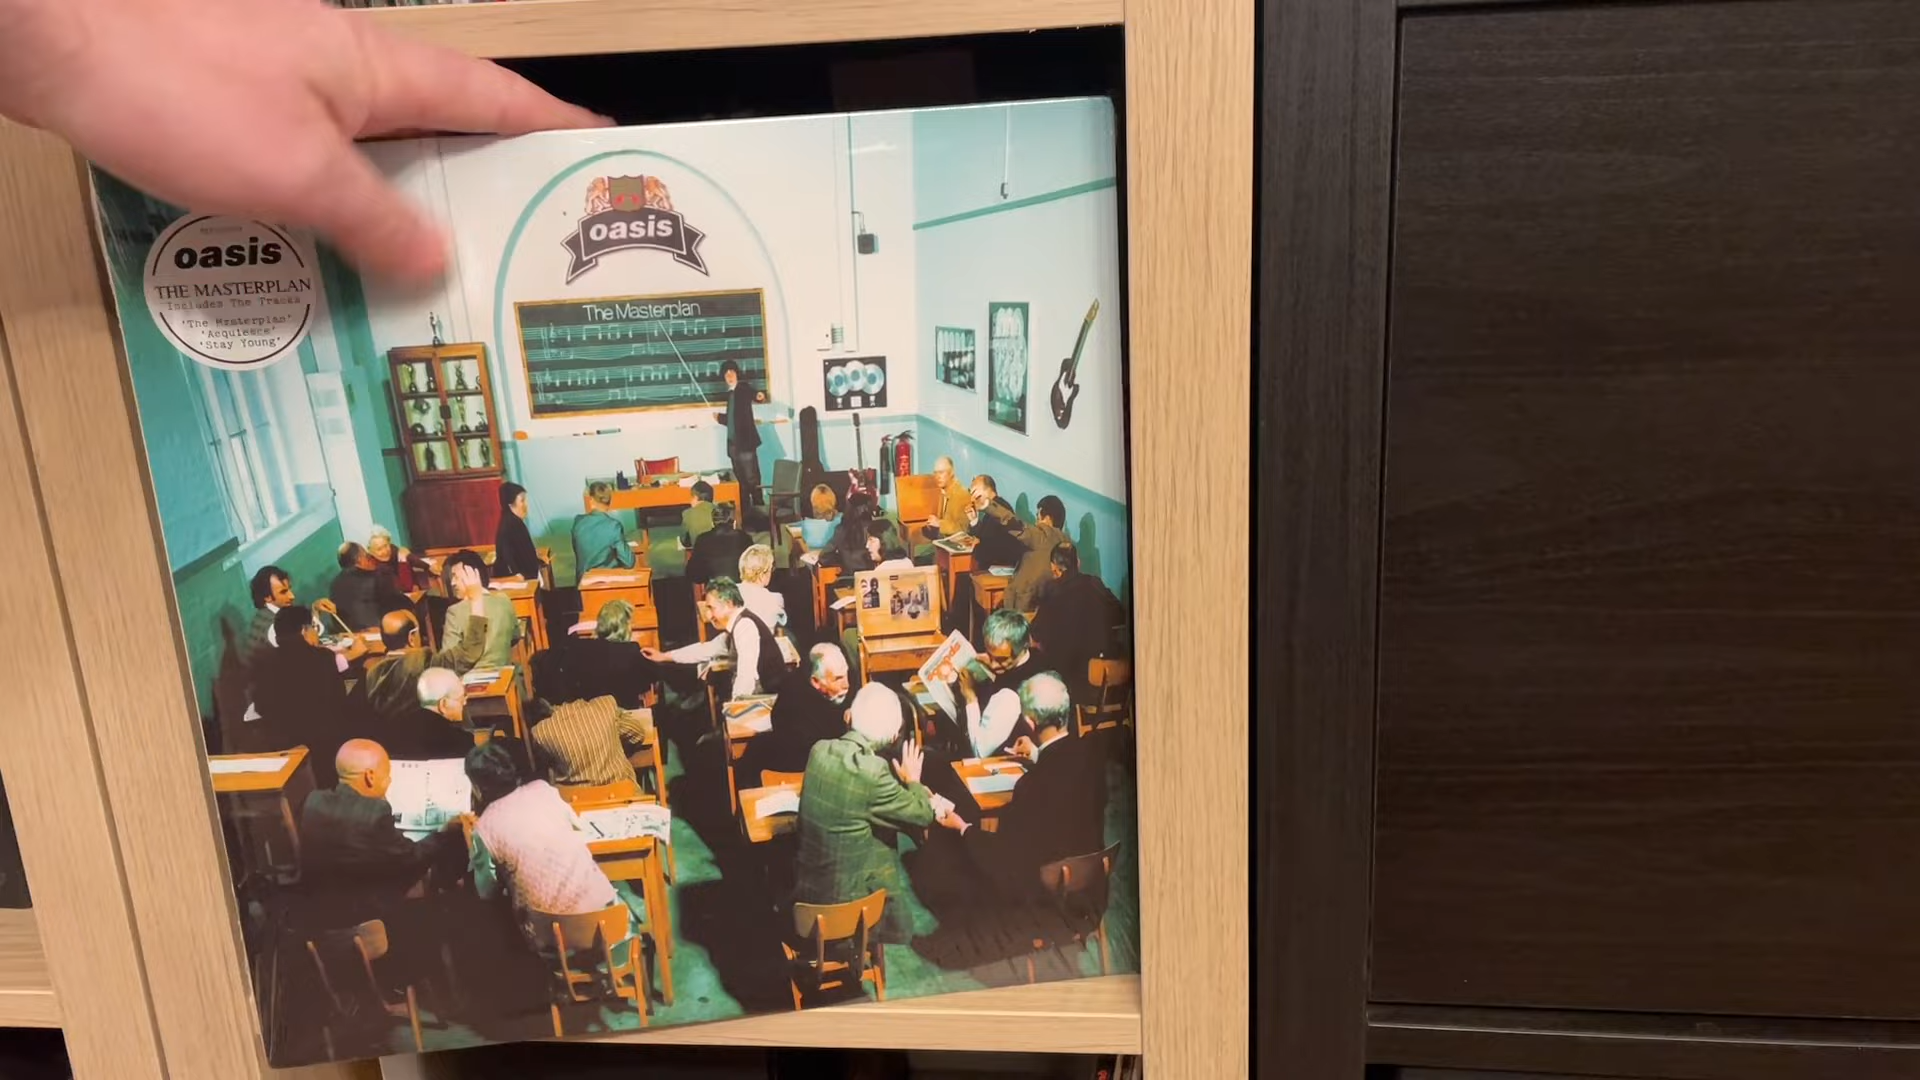 oasis
THE MASTERPLAN
Includes The Tracks
'The Masterplan'
'Acquiesce'
'Stay Young'
oasis
The Masterplan